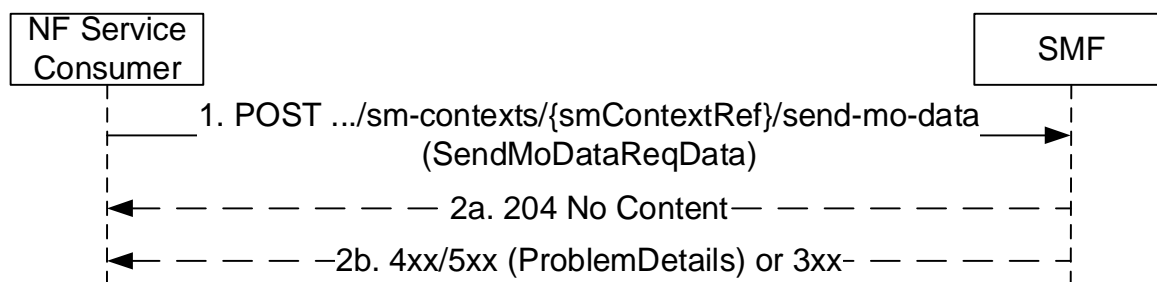 NF Service
Consumer
SMF
1. POST .../sm-contexts/{smContextRef}/send-mo-data
(SendMoDataReqData)
2a. 204 No Content
2b. 4xx/5xx (ProblemDetails) or 3xx